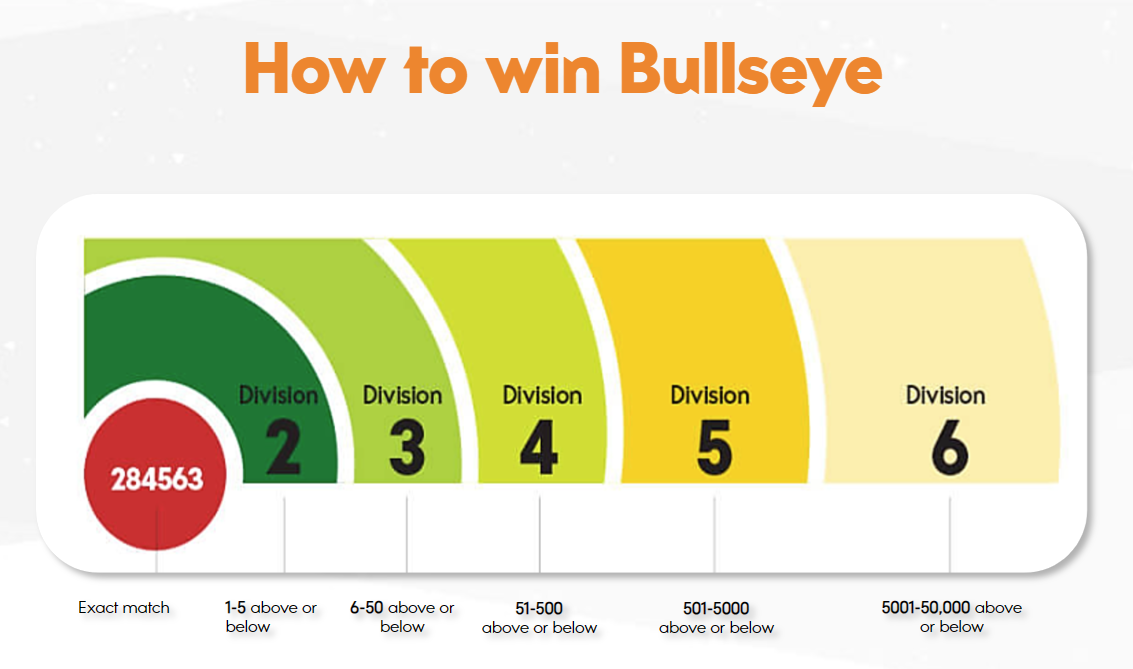 How to win Bullseye
284563
Division
2
Division
3
Division
4
Division
5
Division
6
Exact match
1-5 above or
below
6-50 above or
below
51-500
above or below
501-5000
above or below
5001-50,000 above
or below